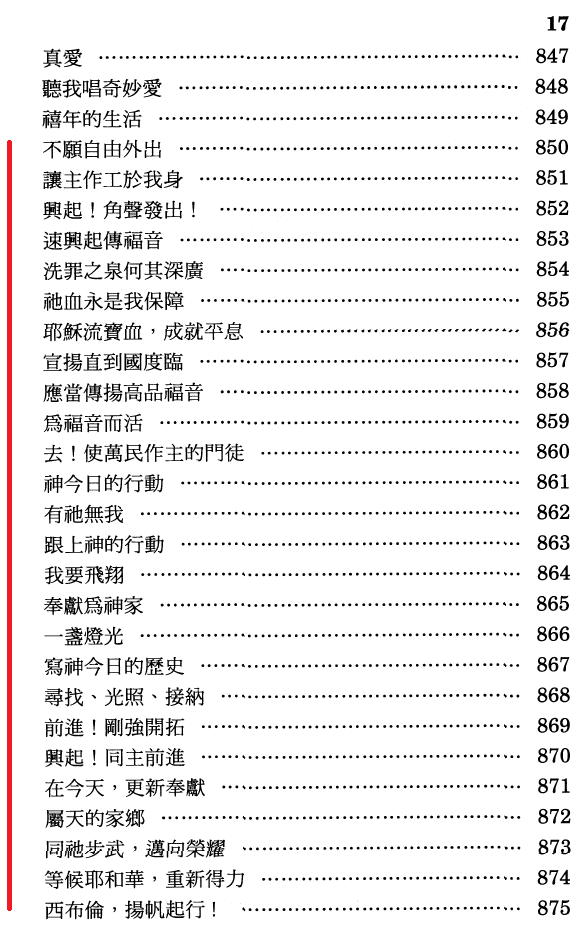 17
真愛 ………………………………………………… 847
聽我唱奇妙愛 ………………………………………… 848
禧年的生活 …………………………………………… 849
不願自由外出 ………………………………………… 850
讓主作工於我身 ……………………………………… 851
興起！角聲發出！ …………………………………… 852
速興起傳福音 ………………………………………… 853
洗罪之泉何其深廣 …………………………………… 854
祂血永是我保障 ……………………………………… 855
耶穌流寶血，成就平息 ……………………………… 856
宣揚直到國度臨 ……………………………………… 857
應當傳揚高品福音 …………………………………… 858
爲福音而活 …………………………………………… 859
去！使萬民作主的門徒 ……………………………… 860
神今日的行動 ………………………………………… 861
有祂無我 ……………………………………………… 862
跟上神的行動 ………………………………………… 863
我要飛翔 ……………………………………………… 864
奉獻爲神家 …………………………………………… 865
一盞燈光 ……………………………………………… 866
寫神今日的歷史 ……………………………………… 867
尋找、光照、接納 …………………………………… 868
前進！剛強開拓 ……………………………………… 869
興起！同主前進 ……………………………………… 870
在今天，更新奉獻 …………………………………… 871
屬天的家鄉 …………………………………………… 872
同祂步武，邁向榮耀 ………………………………… 873
等候耶和華，重新得力 ……………………………… 874
西布倫，揚帆起行！ ………………………………… 875